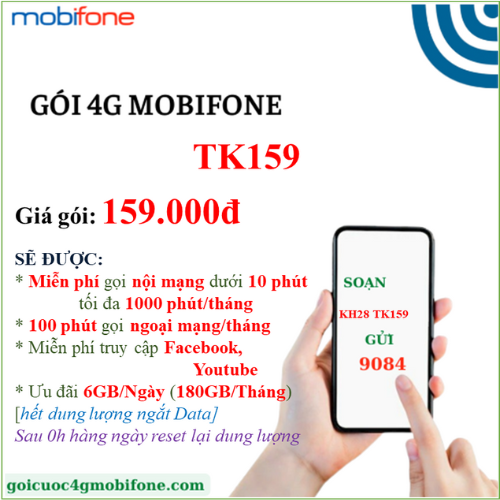 mobifone
GÓI 4G MOBIFONE
TK159
Giá gói: 159.000đ
SẼ ĐƯỢC:
* Miễn phí gọi nội mạng dưới 10 phút
tối đa 1000 phút/tháng
* 100 phút gọi ngoại mạng/tháng
* Miễn phí truy cập Facebook,
Youtube
* Ưu đãi 6GB/Ngày (180GB/Tháng)
[hết dung lượng ngắt Data]
Sau 0h hàng ngày reset lại dung lượng
SOẠN
KH28 TK159
GỬI
9084
goicuoc4gmobifone.com